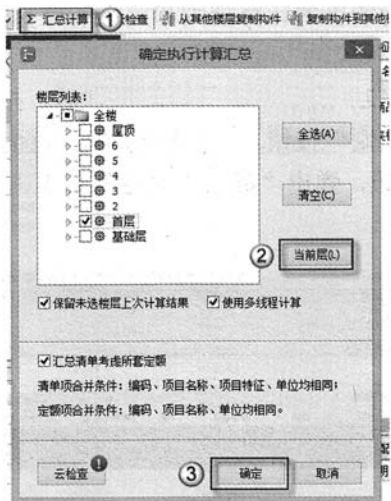 Σ 汇总计算 ① 云检查 从其他楼层复制构件 复制构件到其他
确定执行计算汇总
楼层列表：
全楼
屋顶
6
5
4
3
2
首层
基础层
全选(A)
清空(C)
② 当前层(L)
保留未选楼层上次计算结果 使用多线程计算
汇总清单考虑所套定额
清单项合并条件：编码、项目名称、项目特征、单位均相同；
定额项合并条件：编码、项目名称、单位均相同。
云检查 ! ③ 确定 取消